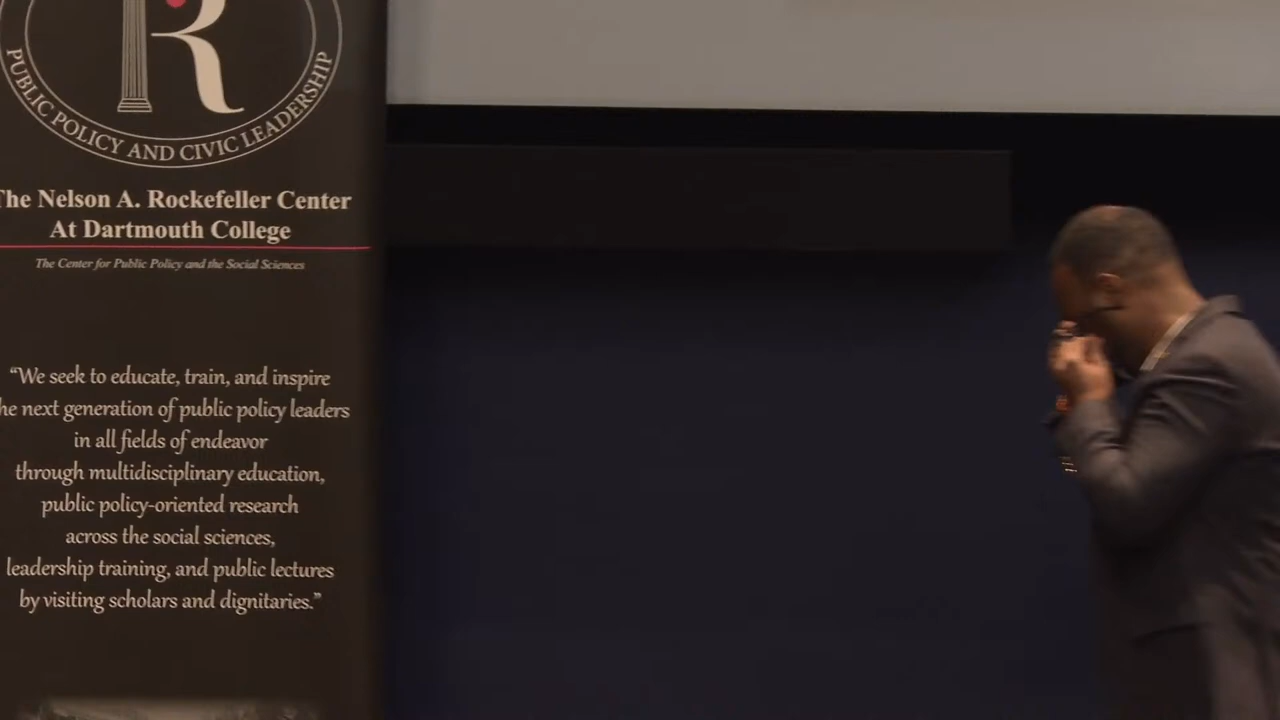 R
PUBLIC POLICY AND CIVIC LEADERSHIP
The Nelson A. Rockefeller Center
At Dartmouth College
The Center for Public Policy and the Social Sciences
“We seek to educate, train, and inspire
he next generation of public policy leaders
in all fields of endeavor
through multidisciplinary education,
public policy-oriented research
across the social sciences,
leadership training, and public lectures
by visiting scholars and dignitaries.”